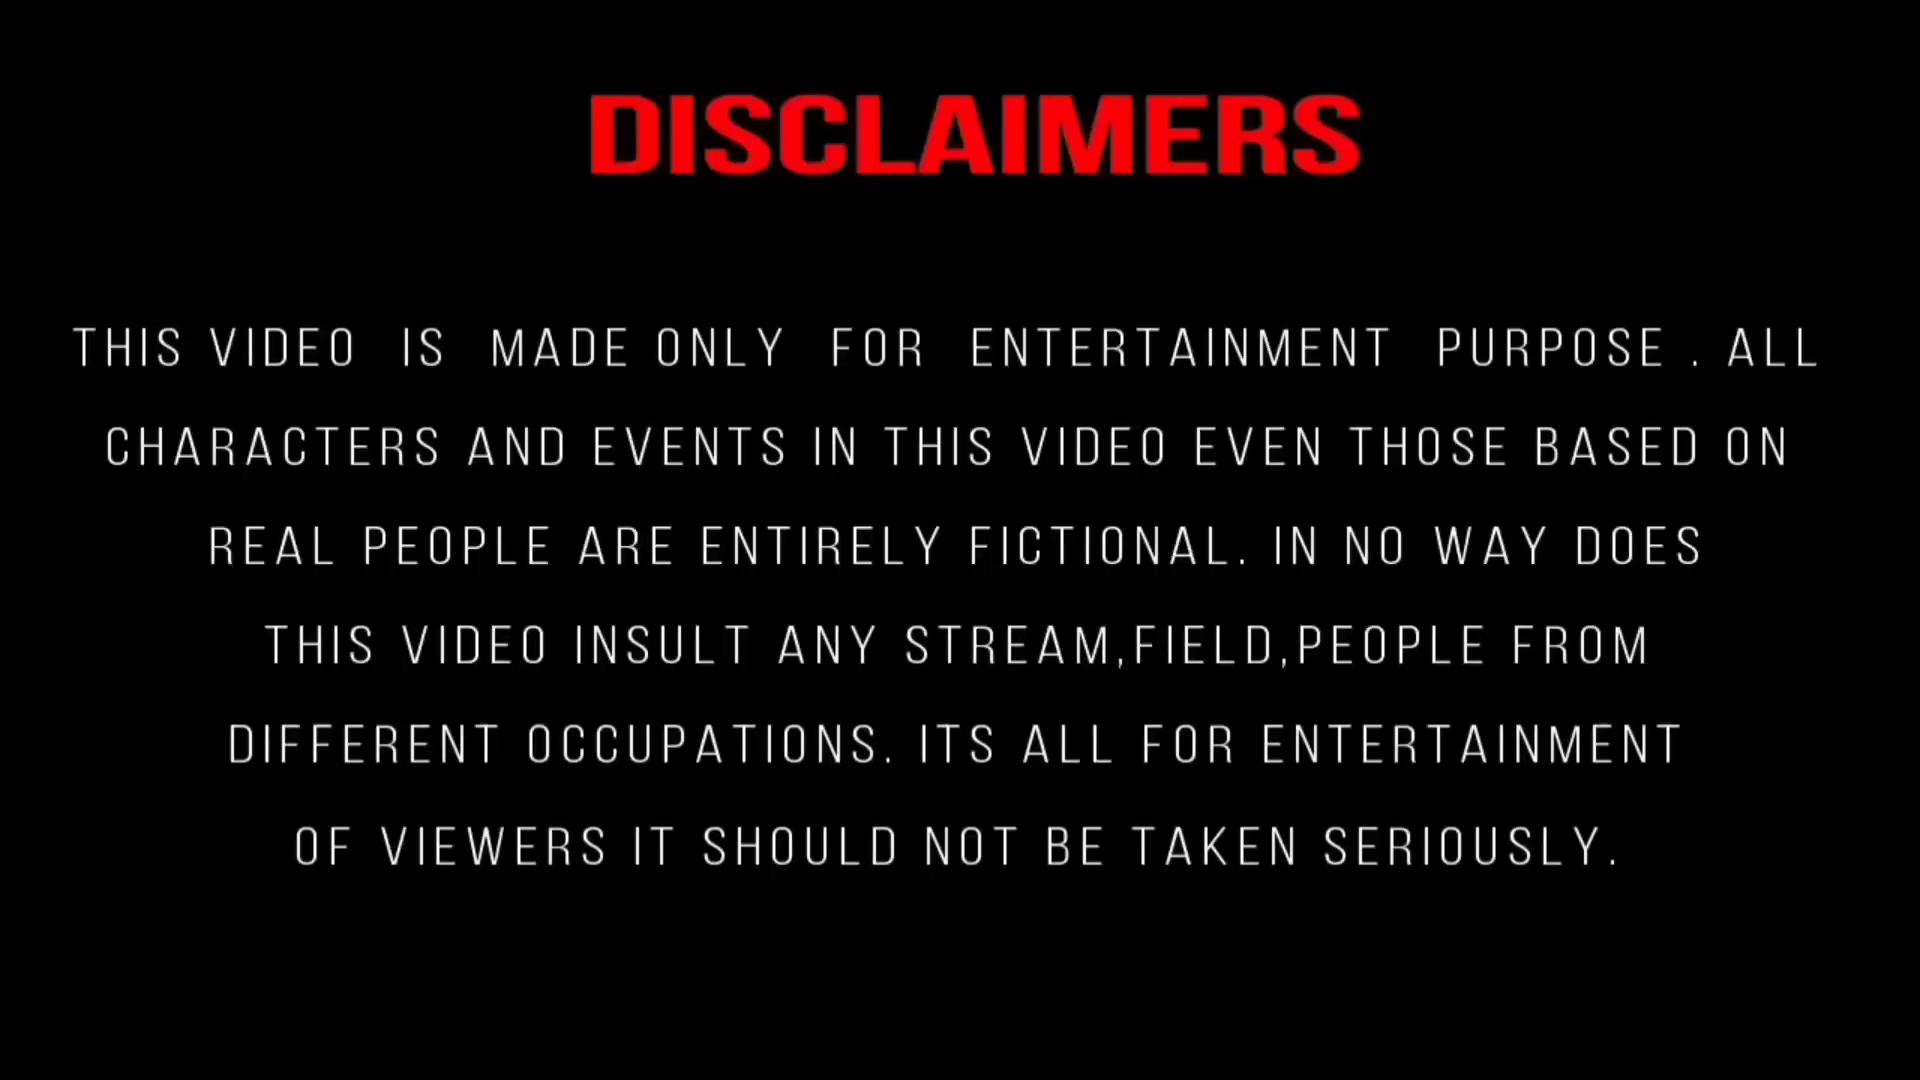 DISCLAIMERS
THIS VIDEO IS MADE ONLY FOR ENTERTAINMENT PURPOSE . ALL
CHARACTERS AND EVENTS IN THIS VIDEO EVEN THOSE BASED ON
REAL PEOPLE ARE ENTIRELY FICTIONAL. IN NO WAY DOES
THIS VIDEO INSULT ANY STREAM,FIELD,PEOPLE FROM
DIFFERENT OCCUPATIONS. ITS ALL FOR ENTERTAINMENT
OF VIEWERS IT SHOULD NOT BE TAKEN SERIOUSLY.